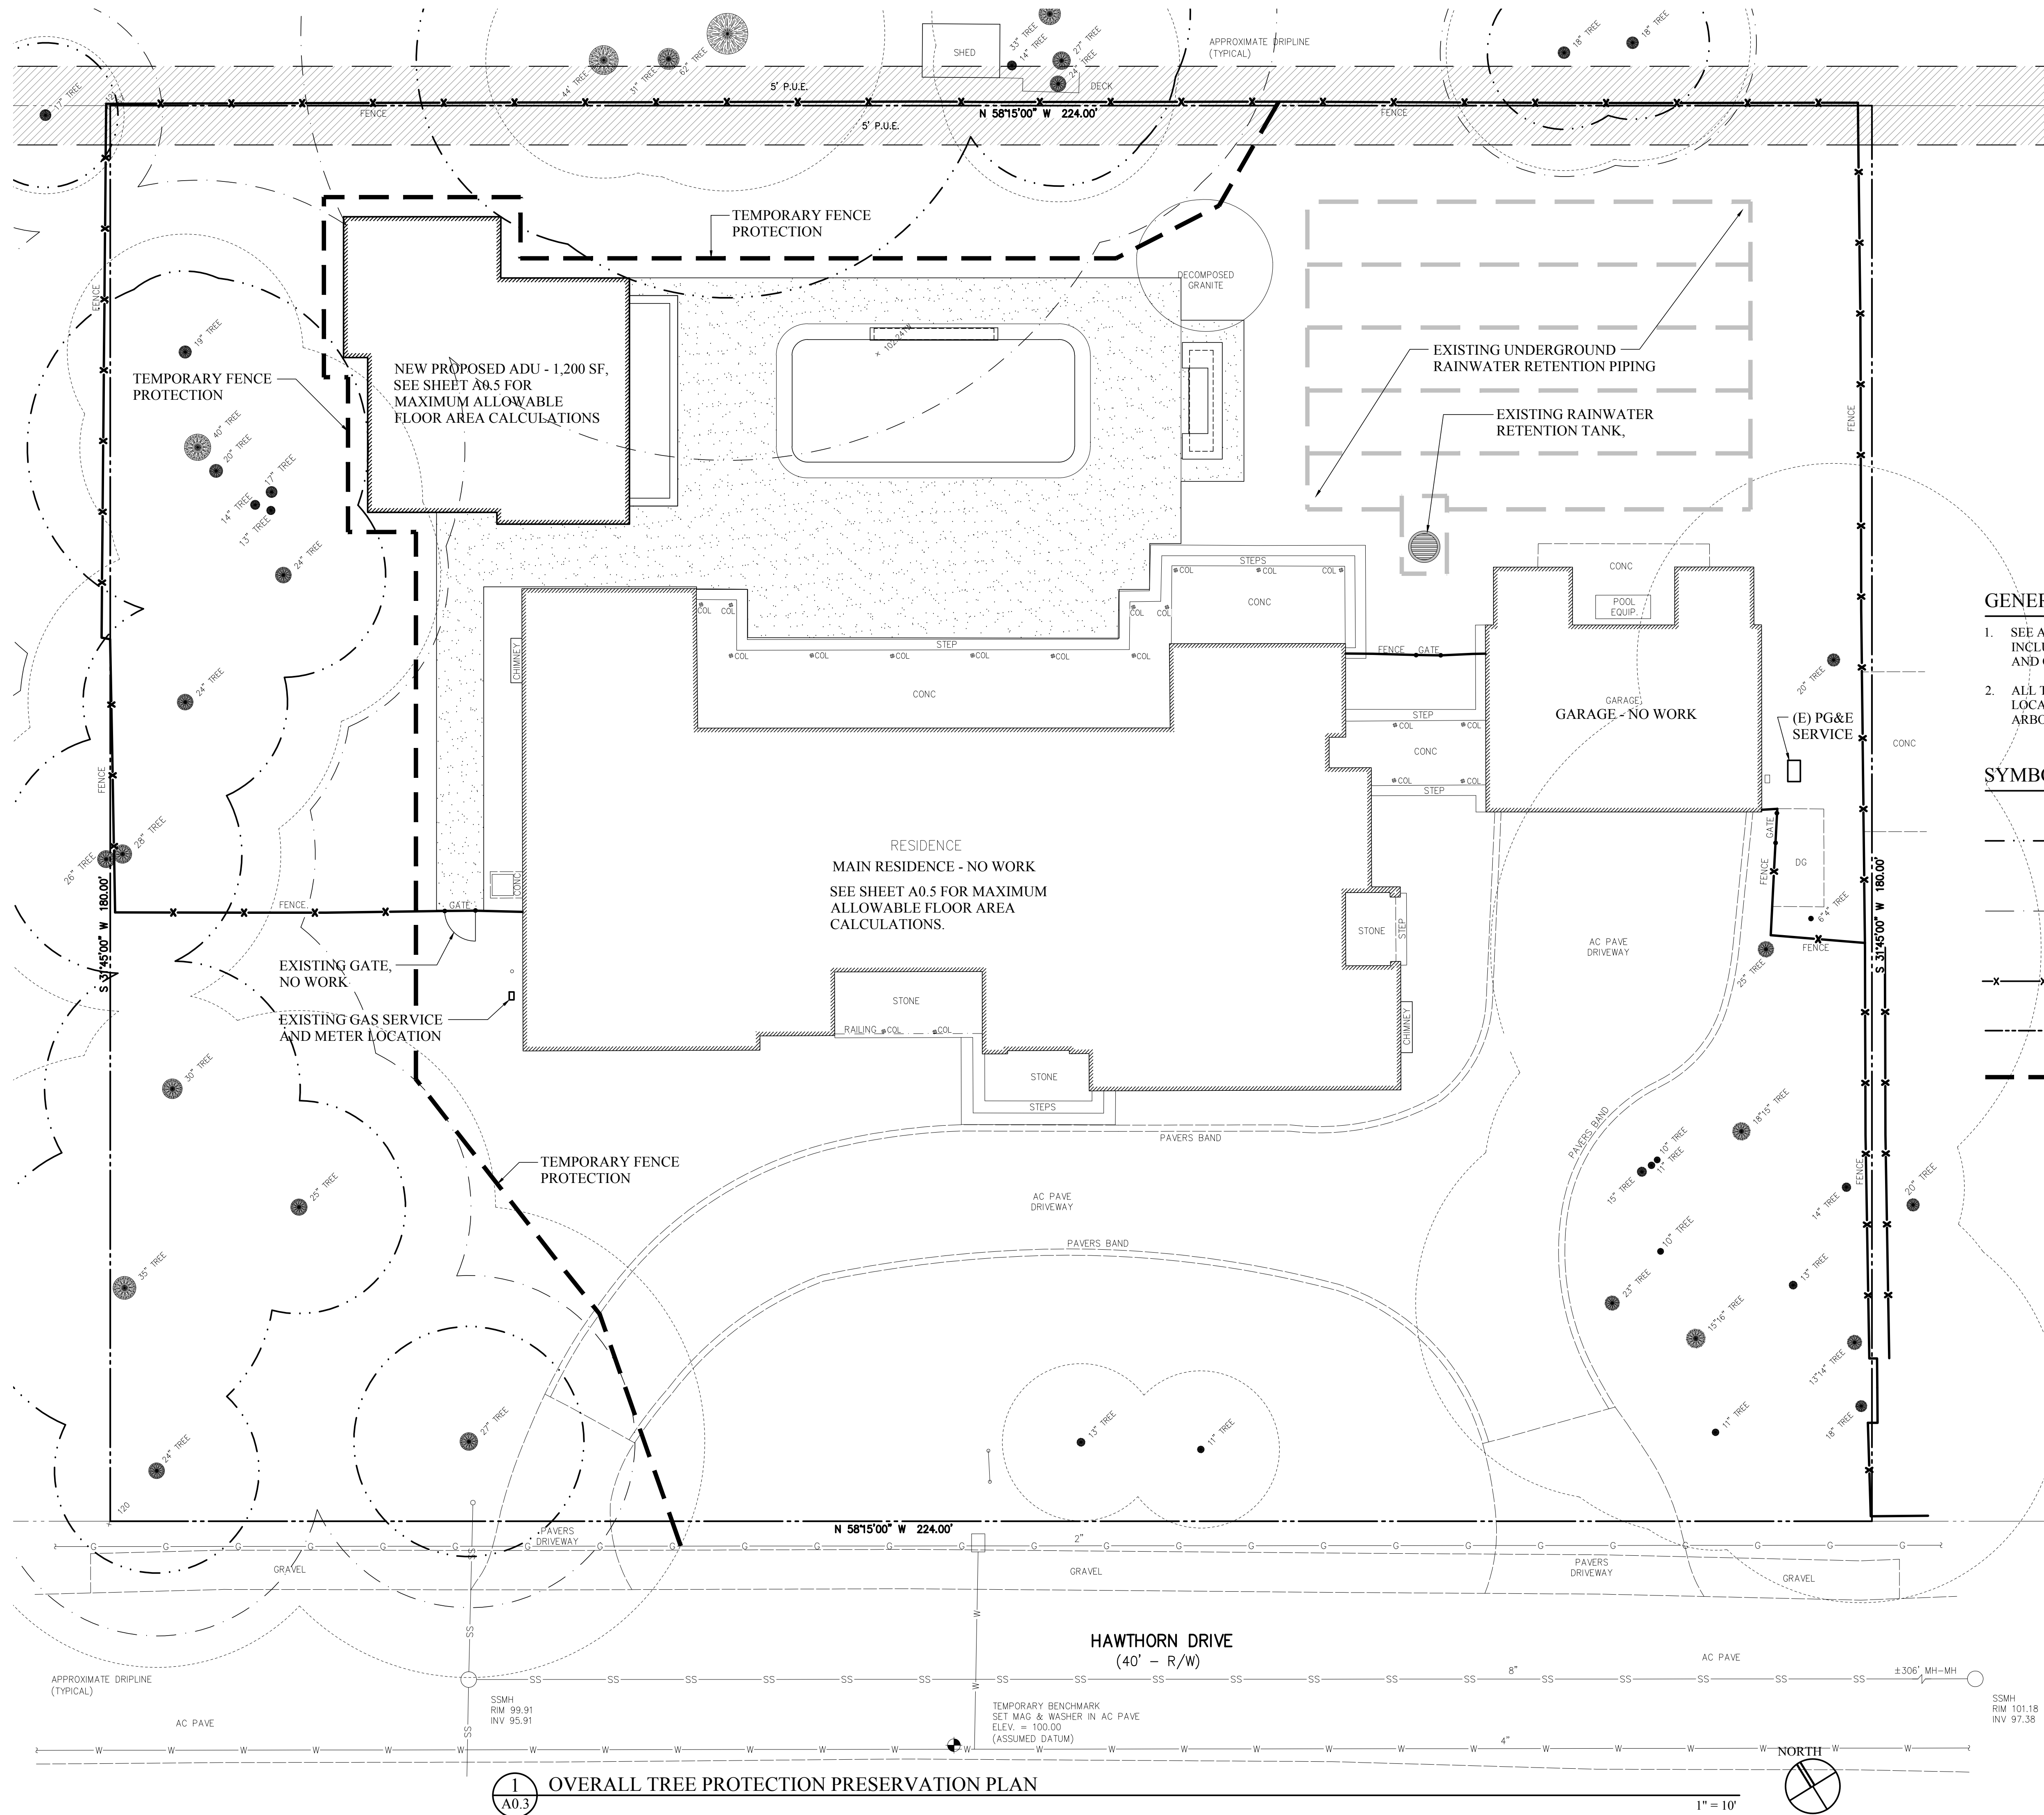 33" TREE
14" TREE
27" TREE
24" TREE
SHED
DECK
APPROXIMATE DRIPLINE
(TYPICAL)
18" TREE
18" TREE
44" TREE
31" TREE
62" TREE
17" TREE
5' P.U.E.
FENCE
N 58°15'00" W 224.00'
FENCE
5' P.U.E.
TEMPORARY FENCE
PROTECTION
DECOMPOSED
GRANITE
FENCE
19" TREE
TEMPORARY FENCE
PROTECTION
NEW PROPOSED ADU - 1,200 SF,
SEE SHEET A0.5 FOR
MAXIMUM ALLOWABLE
FLOOR AREA CALCULATIONS
EXISTING UNDERGROUND
RAINWATER RETENTION PIPING
EXISTING RAINWATER
RETENTION TANK,
FENCE
40" TREE
20" TREE
17" TREE
14" TREE
13" TREE
24" TREE
STEPS
COL
COL
COL
CONC
CONC
POOL
EQUIP.
COL
COL
COL
COL
STEP
COL
COL
COL
COL
COL
COL
CHIMNEY
CONC
FENCE
GATE
24" TREE
20" TREE
GARAGE
GARAGE - NO WORK
(E) PG&E
SERVICE
CONC
STEP
COL
COL
CONC
COL
COL
STEP
FENCE
26" TREE
28" TREE
RESIDENCE
MAIN RESIDENCE - NO WORK
SEE SHEET A0.5 FOR MAXIMUM
ALLOWABLE FLOOR AREA
CALCULATIONS.
CONC
GATE
FENCE
DG
6"4" TREE
FENCE
25" TREE
S 31°45'00" W 180.00'
S 31°45'00" W 180.00'
FENCE
GATE
STONE
STEP
AC PAVE
DRIVEWAY
EXISTING GATE,
NO WORK
EXISTING GAS SERVICE
AND METER LOCATION
STONE
RAILING
COL
COL
CHIMNEY
STONE
STEPS
PAVERS BAND
PAVERS BAND
30" TREE
TEMPORARY FENCE
PROTECTION
AC PAVE
DRIVEWAY
PAVERS BAND
18"15" TREE
10" TREE
11" TREE
15" TREE
FENCE
14" TREE
20" TREE
25" TREE
10" TREE
35" TREE
13" TREE
23" TREE
15"16" TREE
13"14" TREE
27" TREE
13" TREE
11" TREE
11" TREE
18" TREE
24" TREE
120
N 58°15'00" W 224.00'
PAVERS
DRIVEWAY
G G G G G G G G G G G G G G G G G G G G G G G G G G
2"
GRAVEL
GRAVEL
PAVERS
DRIVEWAY
GRAVEL
HAWTHORN DRIVE
(40' - R/W)
APPROXIMATE DRIPLINE
(TYPICAL)
8"
AC PAVE
±306' MH-MH
SSMH
RIM 99.91
INV 95.91
AC PAVE
TEMPORARY BENCHMARK
SET MAG & WASHER IN AC PAVE
ELEV. = 100.00
(ASSUMED DATUM)
SSMH
RIM 101.18
INV 97.38
4"
NORTH
1
A0.3
OVERALL TREE PROTECTION PRESERVATION PLAN
1" = 10'
1. SEE A
AND
2. ALL T